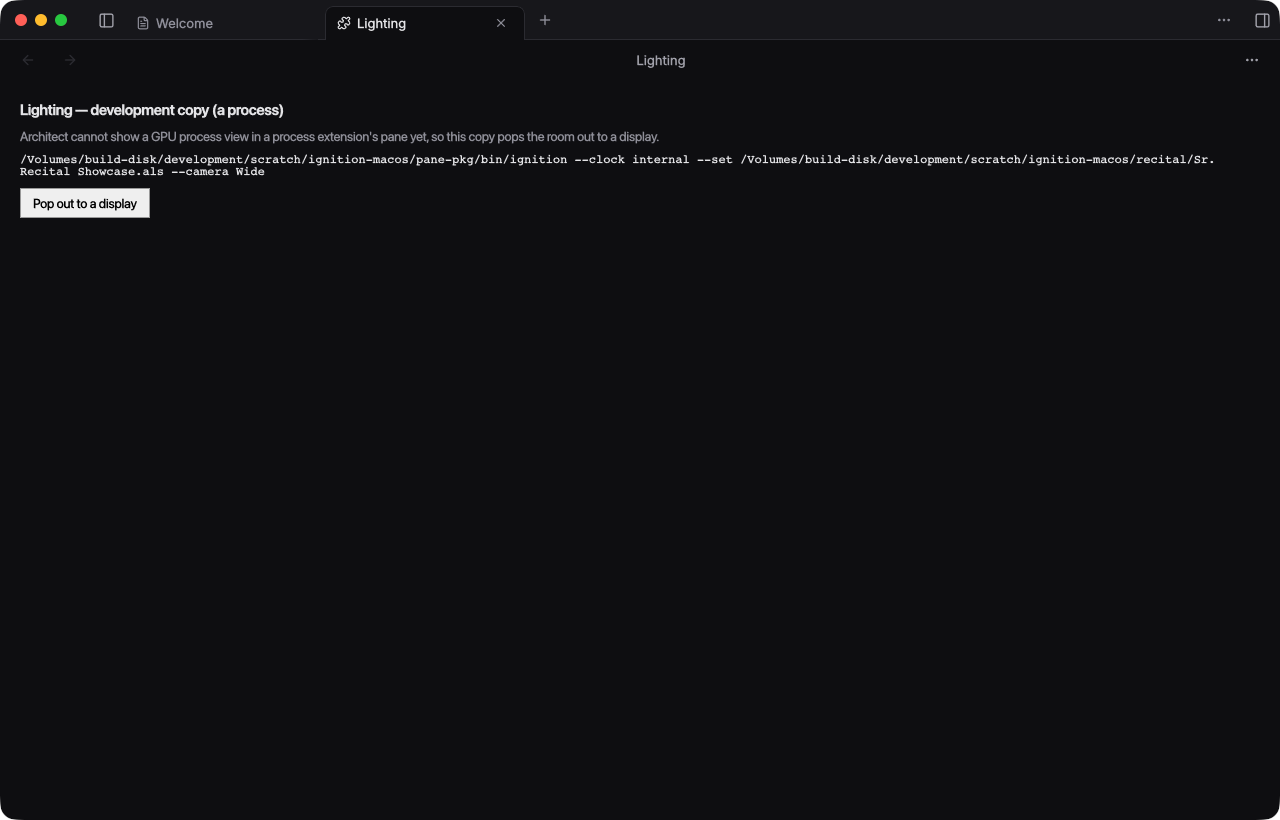 Welcome
Lighting
Lighting
Lighting — development copy (a process)
Architect cannot show a GPU process view in a process extension's pane yet, so this copy pops the room out to a display.
/Volumes/build-disk/development/scratch/ignition-macos/pane-pkg/bin/ignition --clock internal --set /Volumes/build-disk/development/scratch/ignition-macos/recital/Sr.
Recital Showcase.als --camera Wide
Pop out to a display